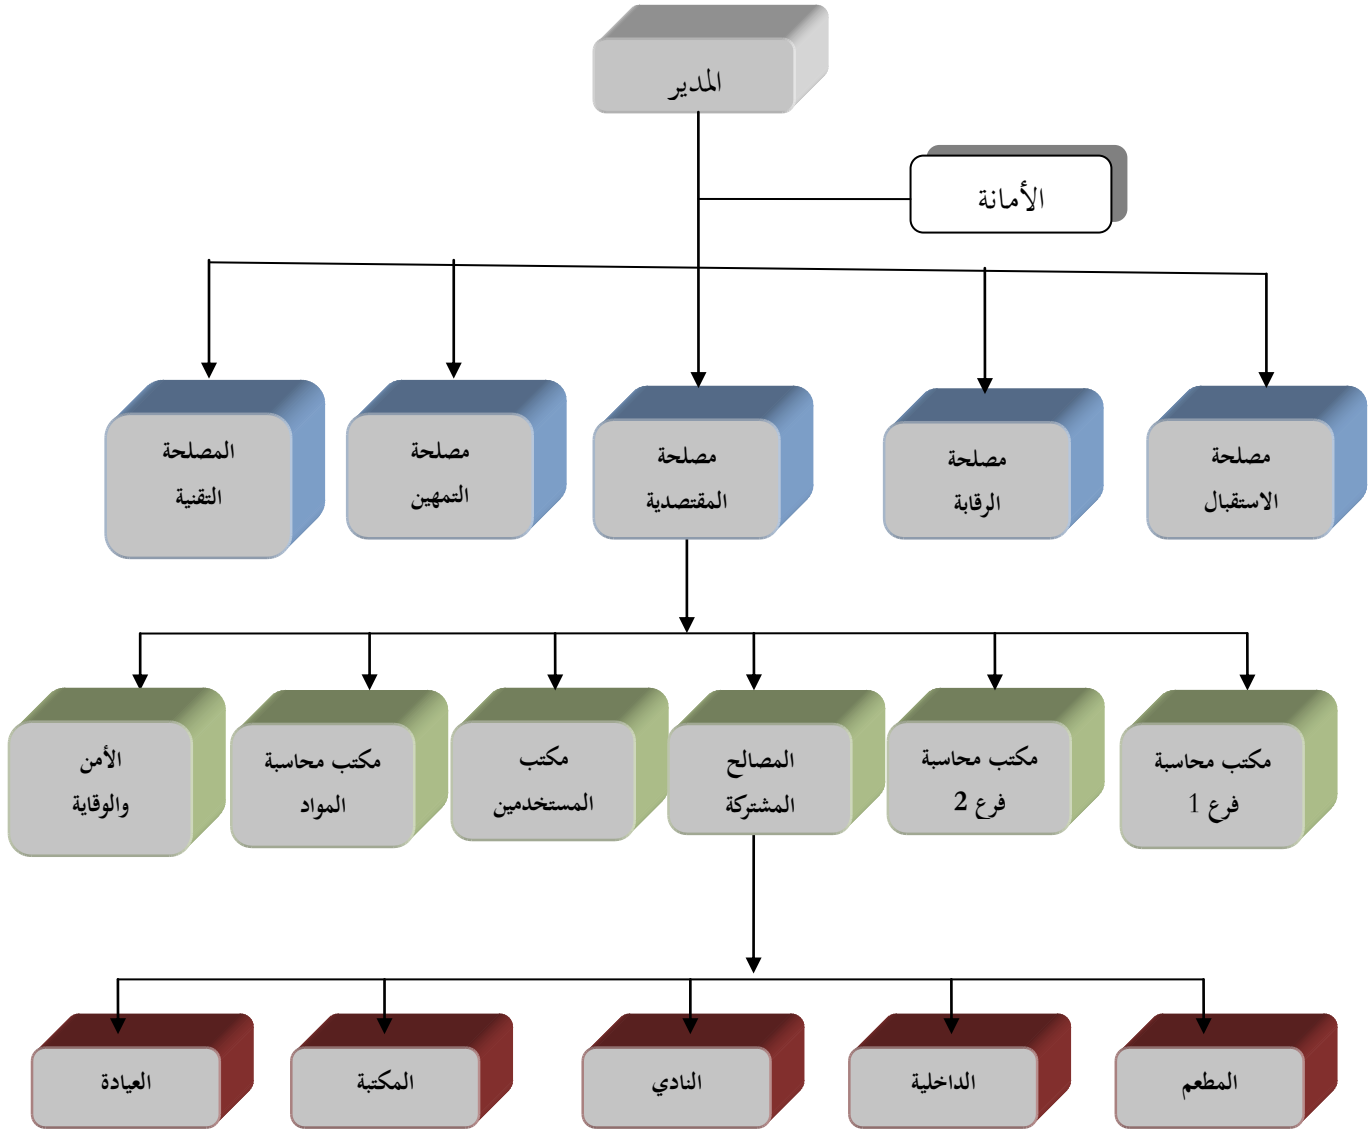 المدير
الأمانة
مصلحة
الاستقبال
مصلحة
الرقابة
مصلحة
المقتصدية
مصلحة
التمهين
المصلحة
التقنية
مكتب محاسبة
فرع 1
مكتب محاسبة
فرع 2
المصالح
المشتركة
مكتب
المستخدمين
مكتب محاسبة
المواد
الأمن
والوقاية
المطعم
الداخلية
النادي
المكتبة
العيادة